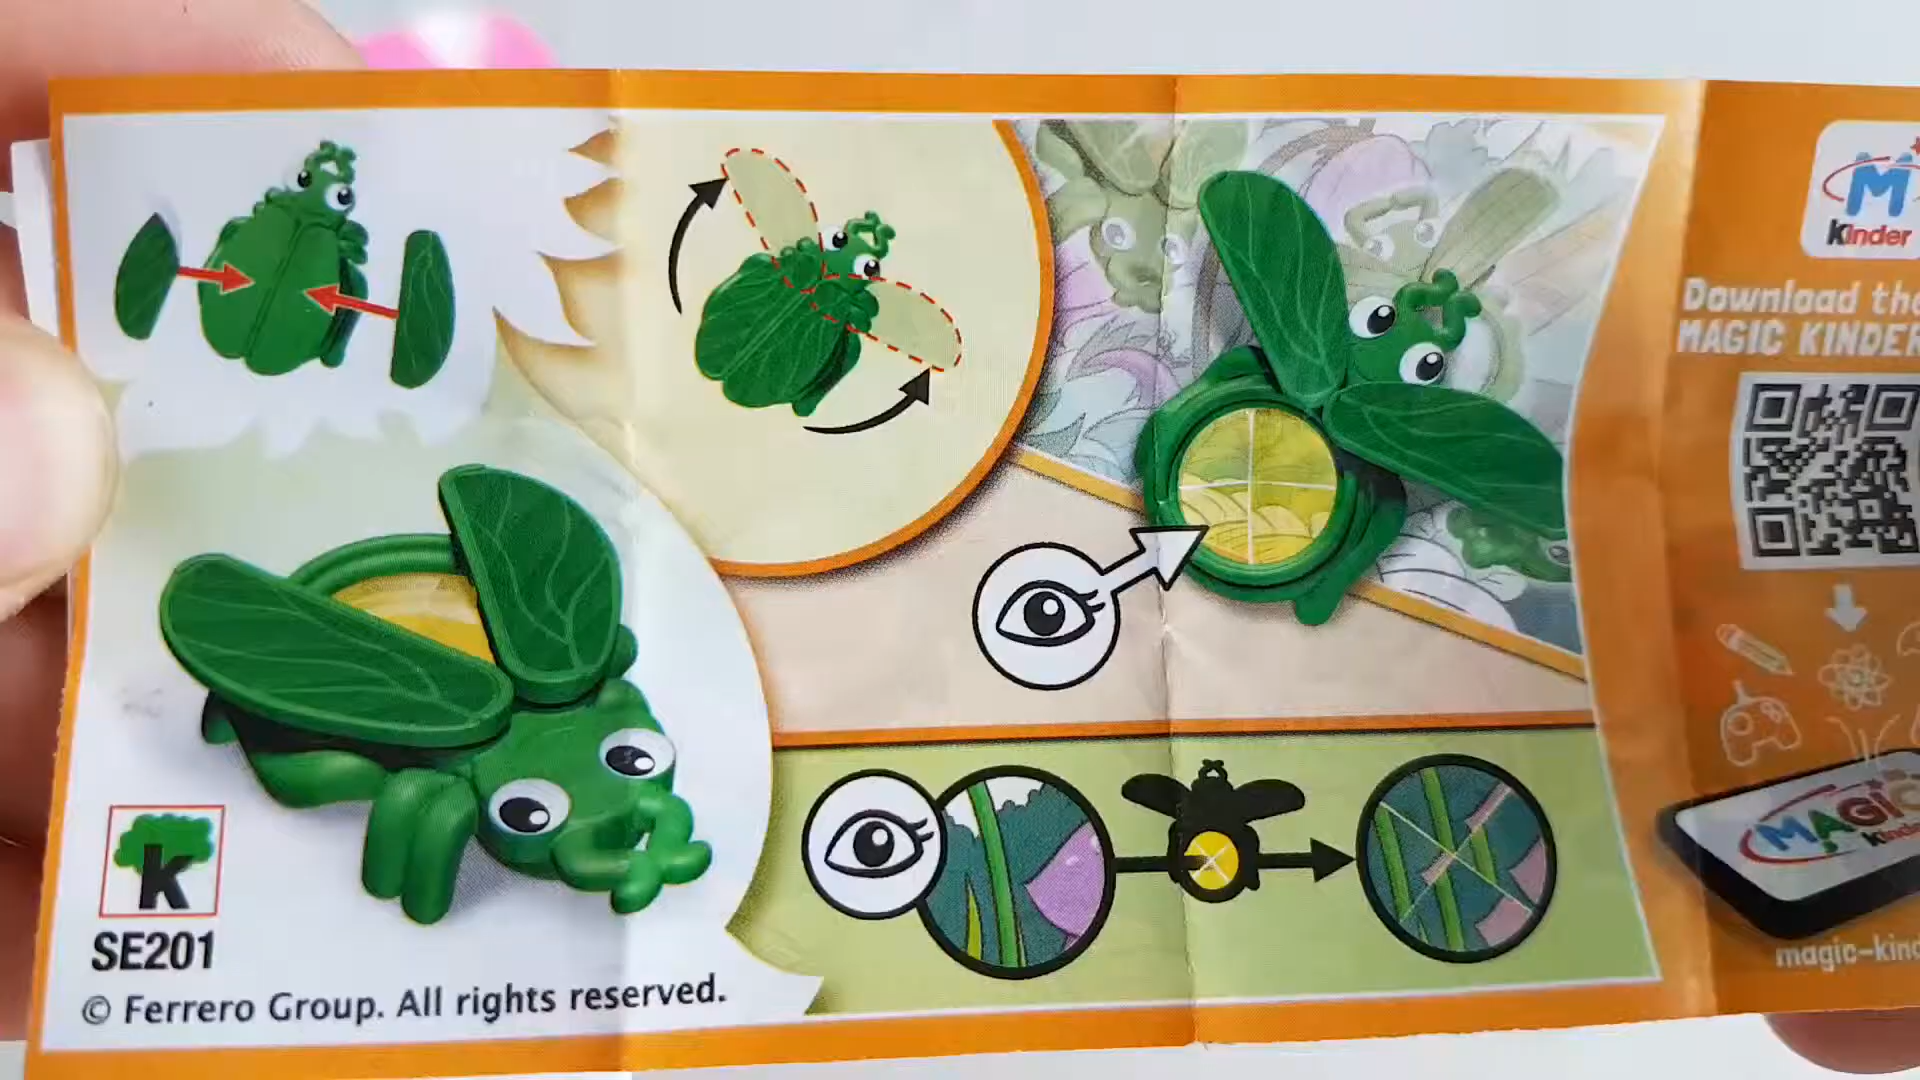 K
SE201
© Ferrero Group. All rights reserved.
M
Kinder
Download the
MAGIC KINDER
MAGIC
Kinder
magic-kin